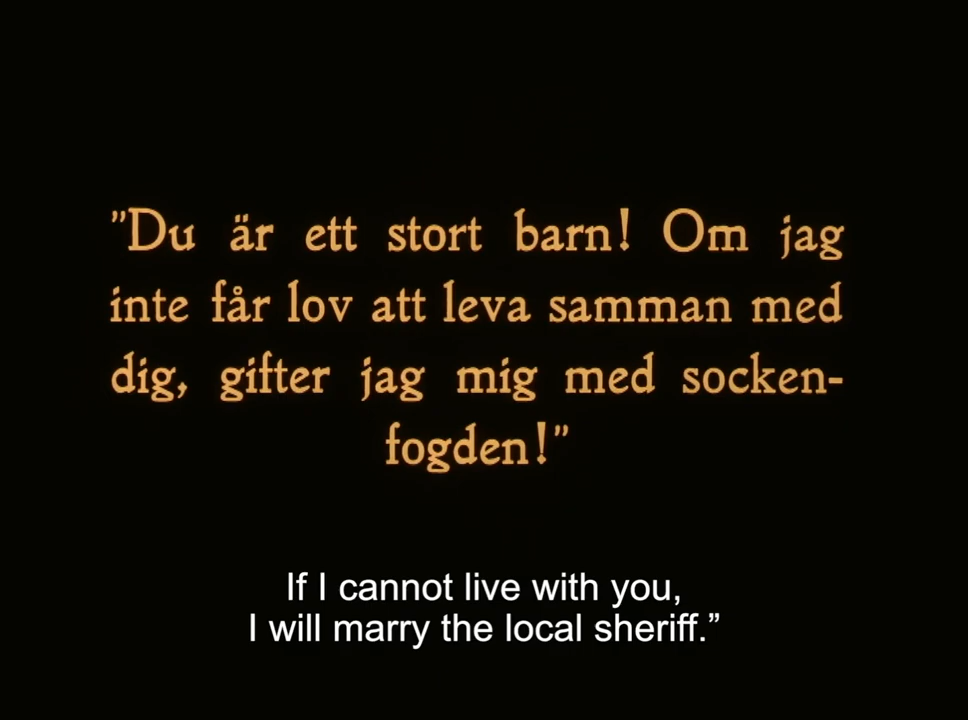 "Du är ett stort barn! Om jag
inte får lov att leva samman med
dig, gifter jag mig med socken-
fogden!"
If I cannot live with you,
I will marry the local sheriff.”